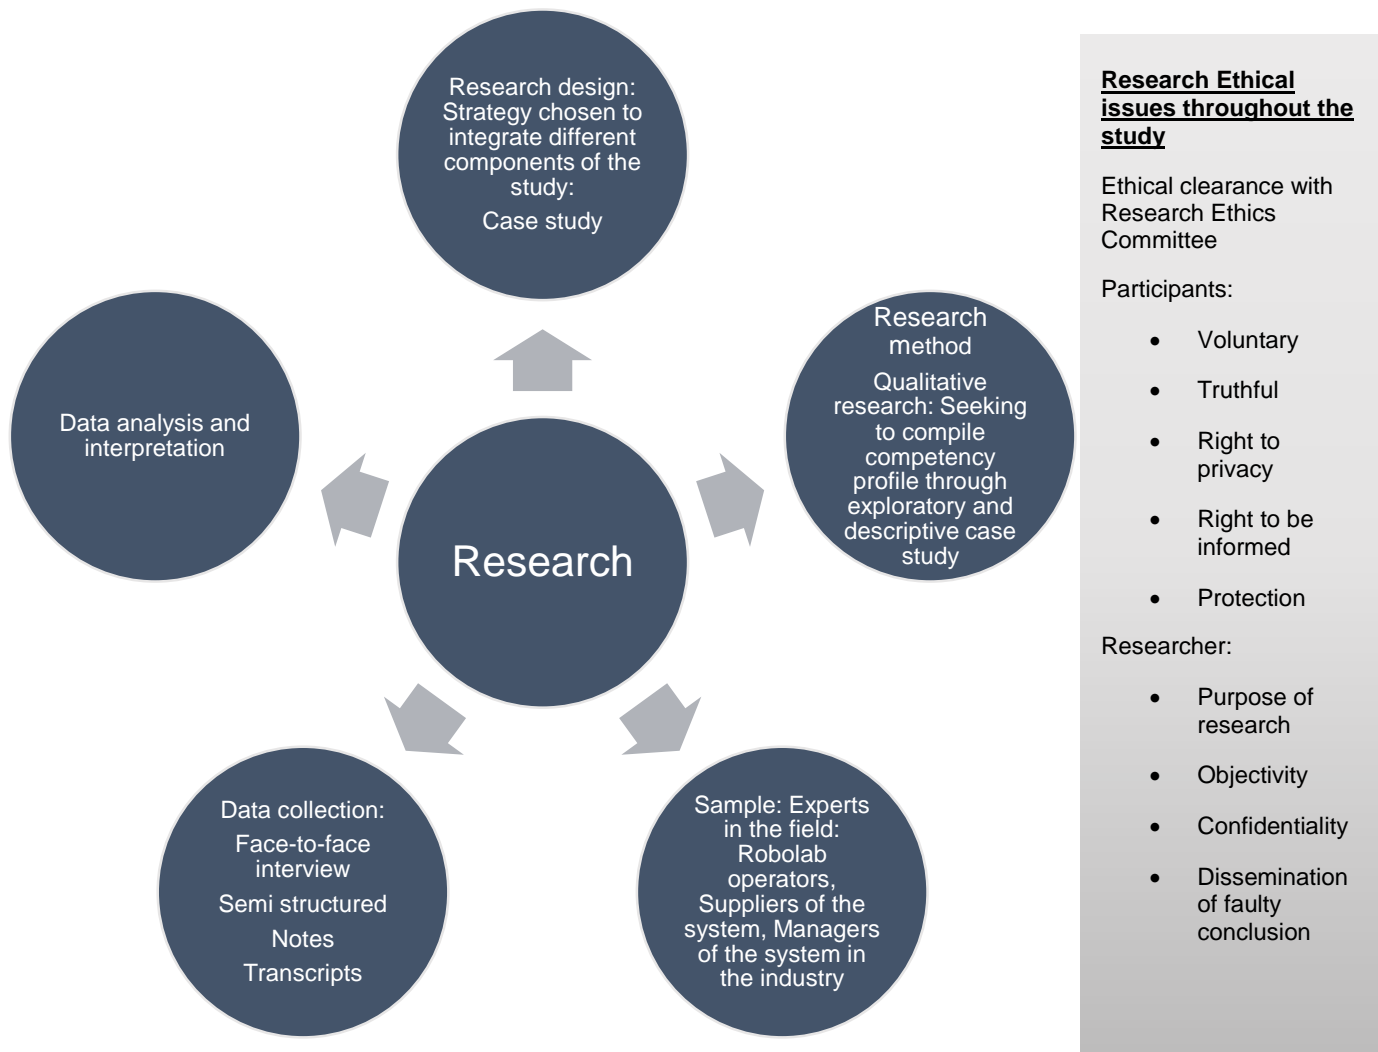 Research design:
Strategy chosen to
integrate different
components of the
study:
Case study
Research
method
Qualitative
research: Seeking
to compile
competency
profile through
exploratory and
descriptive case
study
Sample: Experts
in the field:
Robolab
operators,
Suppliers of the
system, Managers
of the system in
the industry
Data collection:
Face-to-face
interview
Semi structured
Notes
Transcripts
Data analysis and
interpretation
Research
Research Ethical
issues throughout the
study
Ethical clearance with
Research Ethics
Committee
Participants:
• Voluntary
• Truthful
• Right to
privacy
• Right to be
informed
• Protection
Researcher:
• Purpose of
research
• Objectivity
• Confidentiality
• Dissemination
of faulty
conclusion